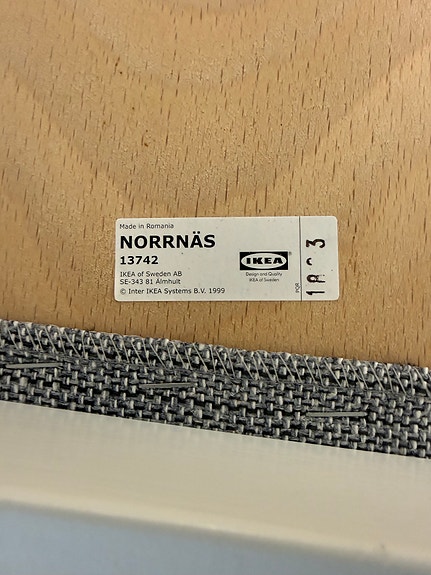 Made in Romania
NORRNÄS
13742
IKEA of Sweden AB
SE-343 81 Älmhult
© Inter IKEA Systems B.V. 1999
IKEA
Design and Quality
IKEA of Sweden
PQR